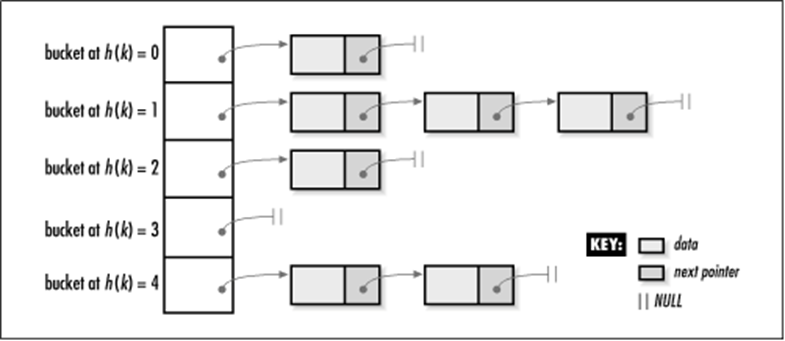 bucket at h(k) = 0
bucket at h(k) = 1
bucket at h(k) = 2
bucket at h(k) = 3
bucket at h(k) = 4
KEY: data
next pointer
NULL